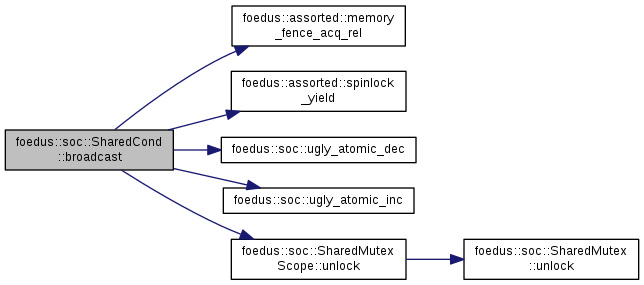 foedus::assorted::memory
_fence_acq_rel
foedus::assorted::spinlock
_yield
foedus::soc::SharedCond
::broadcast
foedus::soc::ugly_atomic_dec
foedus::soc::ugly_atomic_inc
foedus::soc::SharedMutex
Scope::unlock
foedus::soc::SharedMutex
::unlock